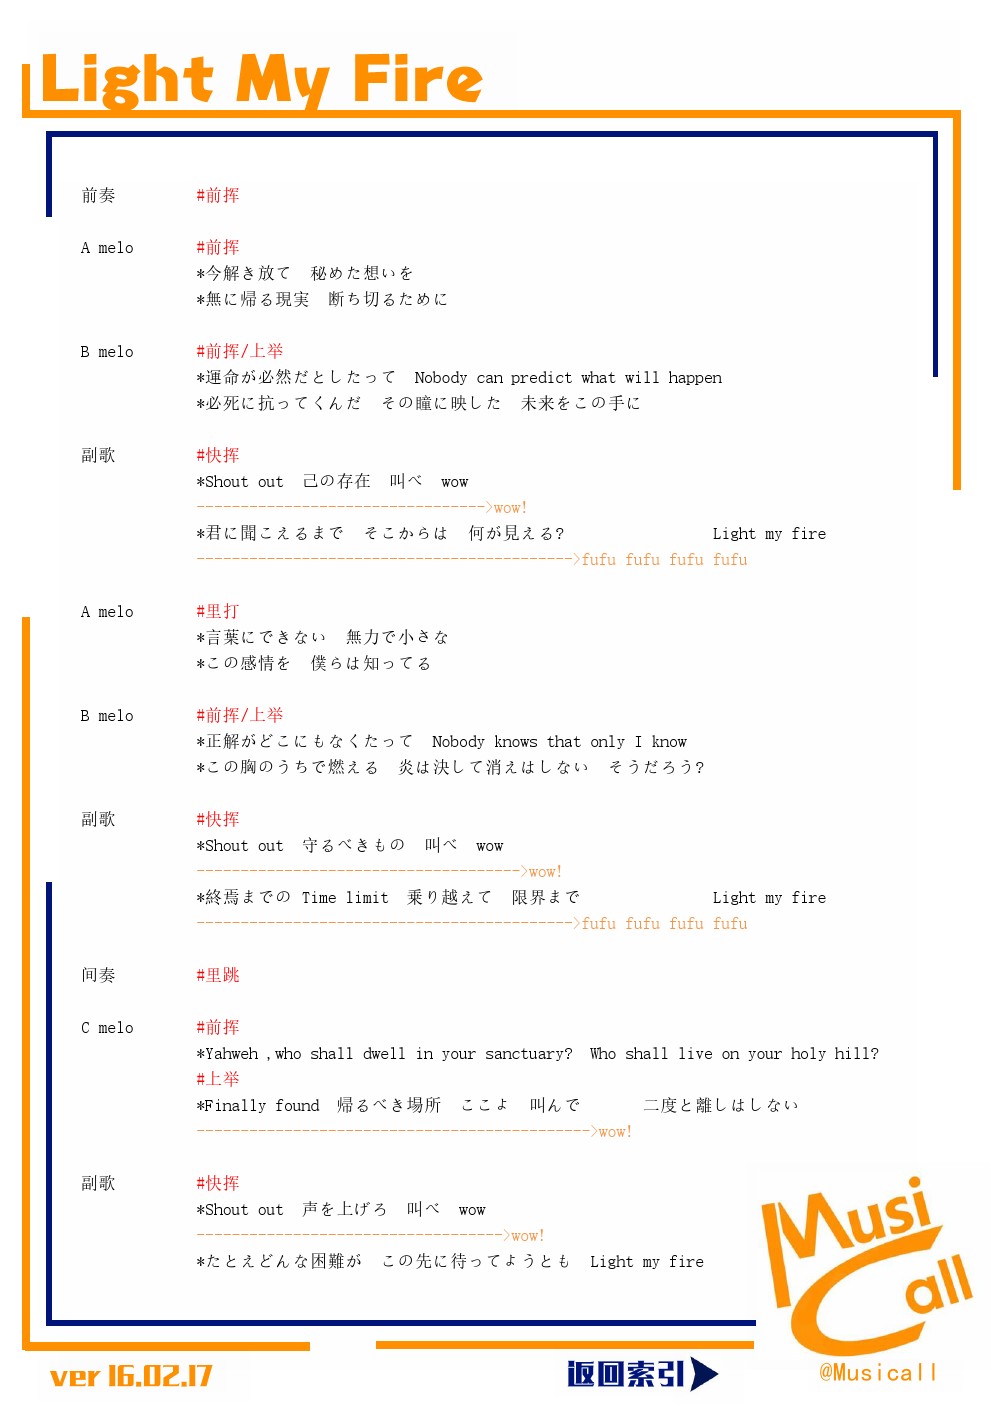 Light My Fire
前奏 #前挥
A melo #前挥
*今解き放て　秘めた想いを
*無に帰る現実　断ち切るために
B melo #前挥/上举
*運命が必然だとしたって　Nobody can predict what will happen
*必死に抗ってくんだ　その瞳に映した　未来をこの手に
副歌 #快挥
*Shout out　己の存在　叫べ　wow
--------------------------------->wow!
*君に聞こえるまで　そこからは　何が見える?　Light my fire
------------------------------------------->fufu fufu fufu fufu
A melo #里打
*言葉にできない　無力で小さな
*この感情を　僕らは知ってる
B melo #前挥/上举
*正解がどこにもなくたって　Nobody knows that only I know
*この胸のうちで燃える　炎は決して消えはしない　そうだろう?
副歌 #快挥
*Shout out　守るべきもの　叫べ　wow
------------------------------------->wow!
*終焉までの Time limit　乗り越えて　限界まで　Light my fire
------------------------------------------->fufu fufu fufu fufu
间奏 #里跳
C melo #前挥
*Yahweh ,who shall dwell in your sanctuary?　Who shall live on your holy hill?
#上举
*Finally found　帰るべき場所　ここよ　叫んで　二度と離しはしない
--------------------------------------------->wow!
副歌 #快挥
*Shout out　声を上げろ　叫べ　wow
----------------------------------->wow!
*たとえどんな困難が　この先に待ってようとも　Light my fire
Musi
Call
ver 16.02.17 返回索引 @Musicall